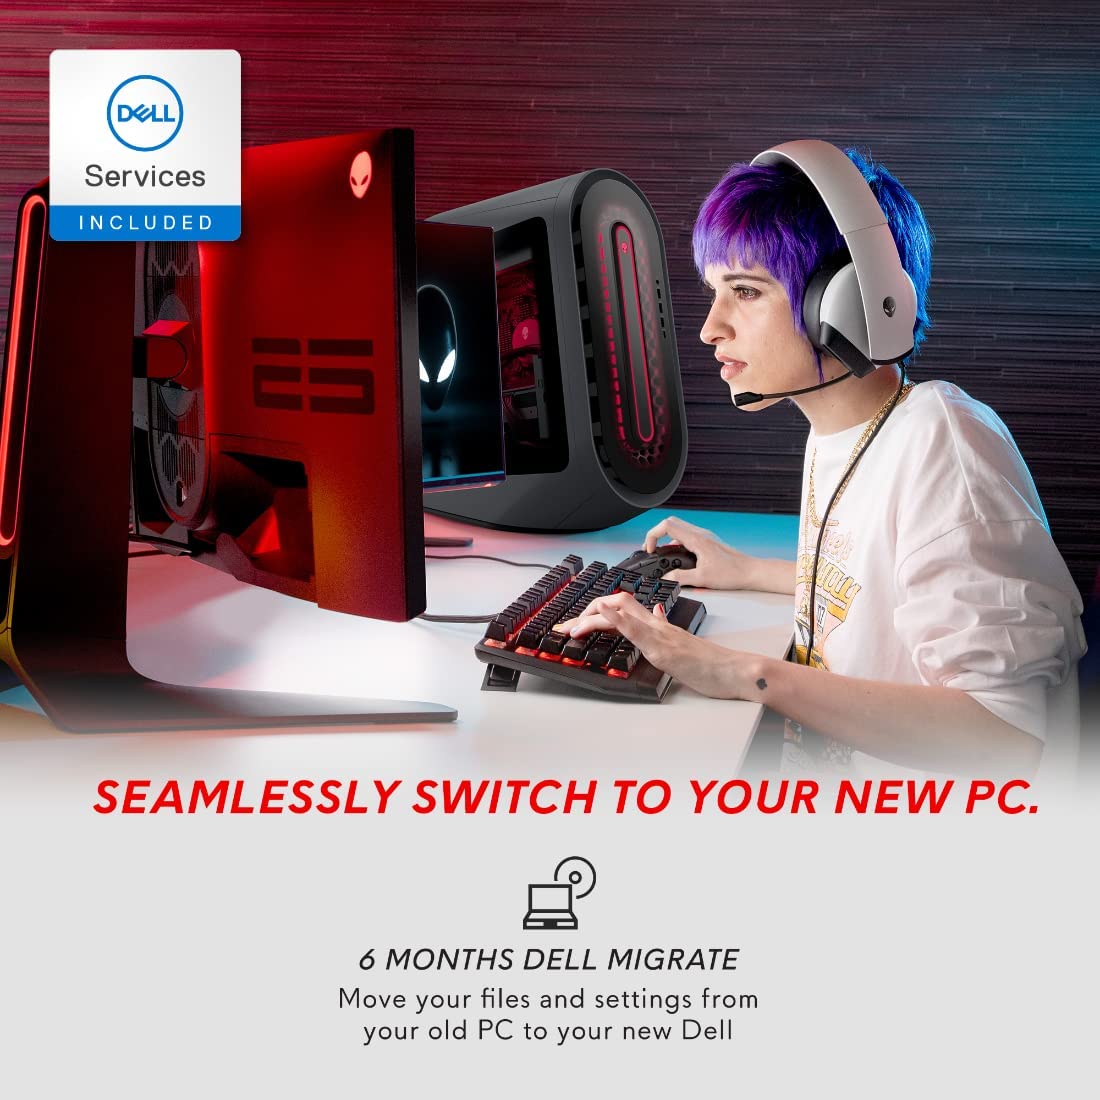 DELL
Services
INCLUDED
SEAMLESSLY SWITCH TO YOUR NEW PC.
6 MONTHS DELL MIGRATE
Move your files and settings from
your old PC to your new Dell